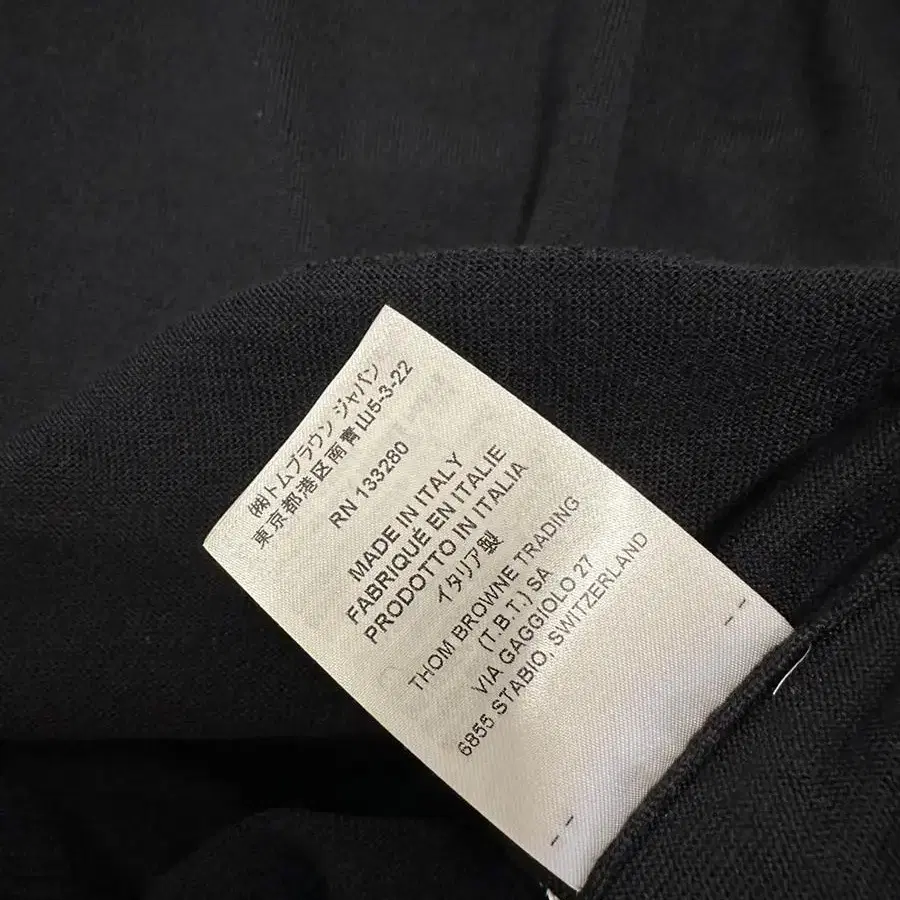 ㈱トムブラウン ジャパン
東京都港区南青山5-3-22
RN 133280
MADE IN ITALY
FABRIQUÉ EN ITALIE
PRODOTTO IN ITALIA
イタリア製
THOM BROWNE TRADING
(T.B.T.) SA
VIA GAGGIOLO 27
6855 STABIO, SWITZERLAND